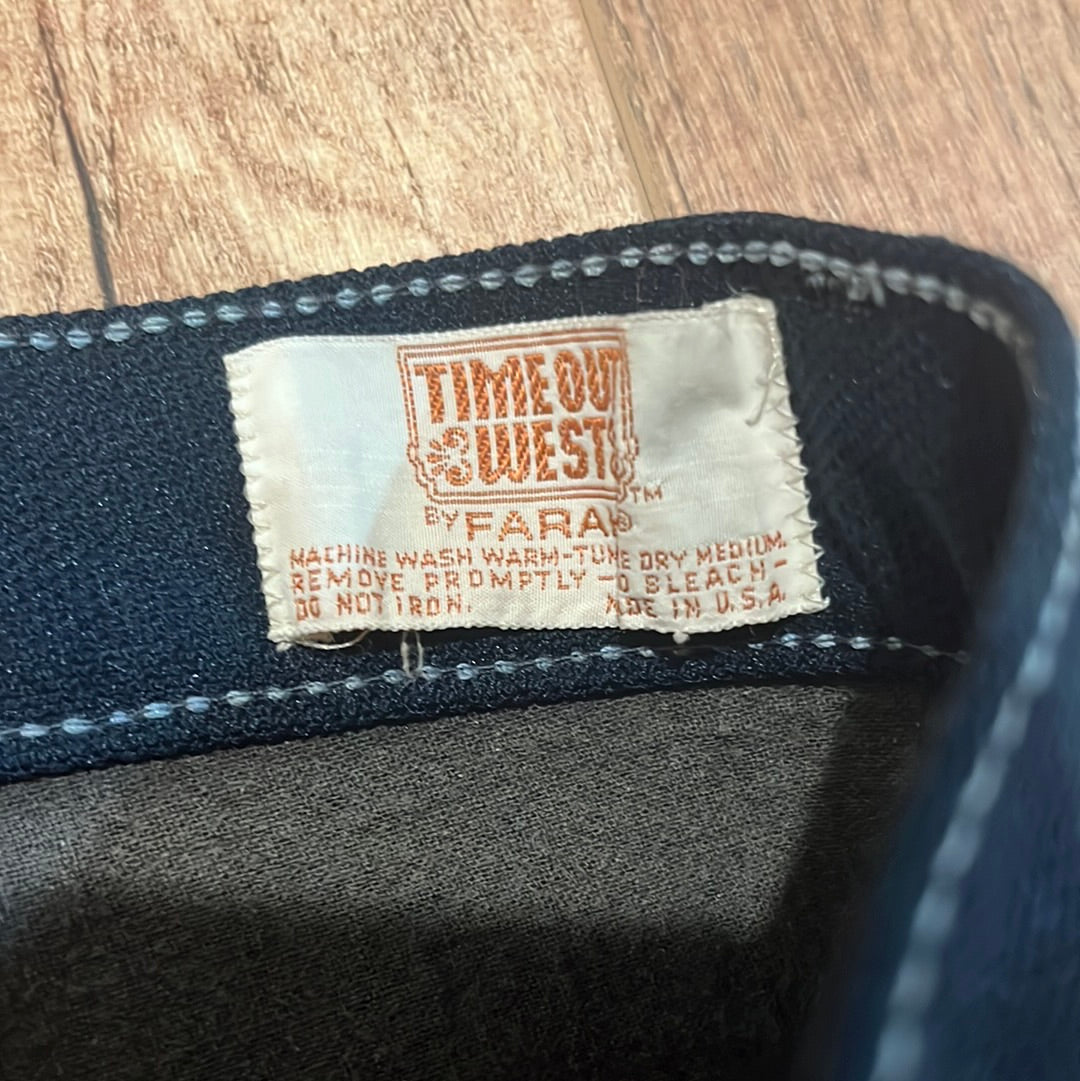 TIME OUT
WEST
TM
BY FARAH®
MACHINE WASH WARM-TUMBLE DRY MEDIUM.
REMOVE PROMPTLY - NO BLEACH -
DO NOT IRON. MADE IN U.S.A.